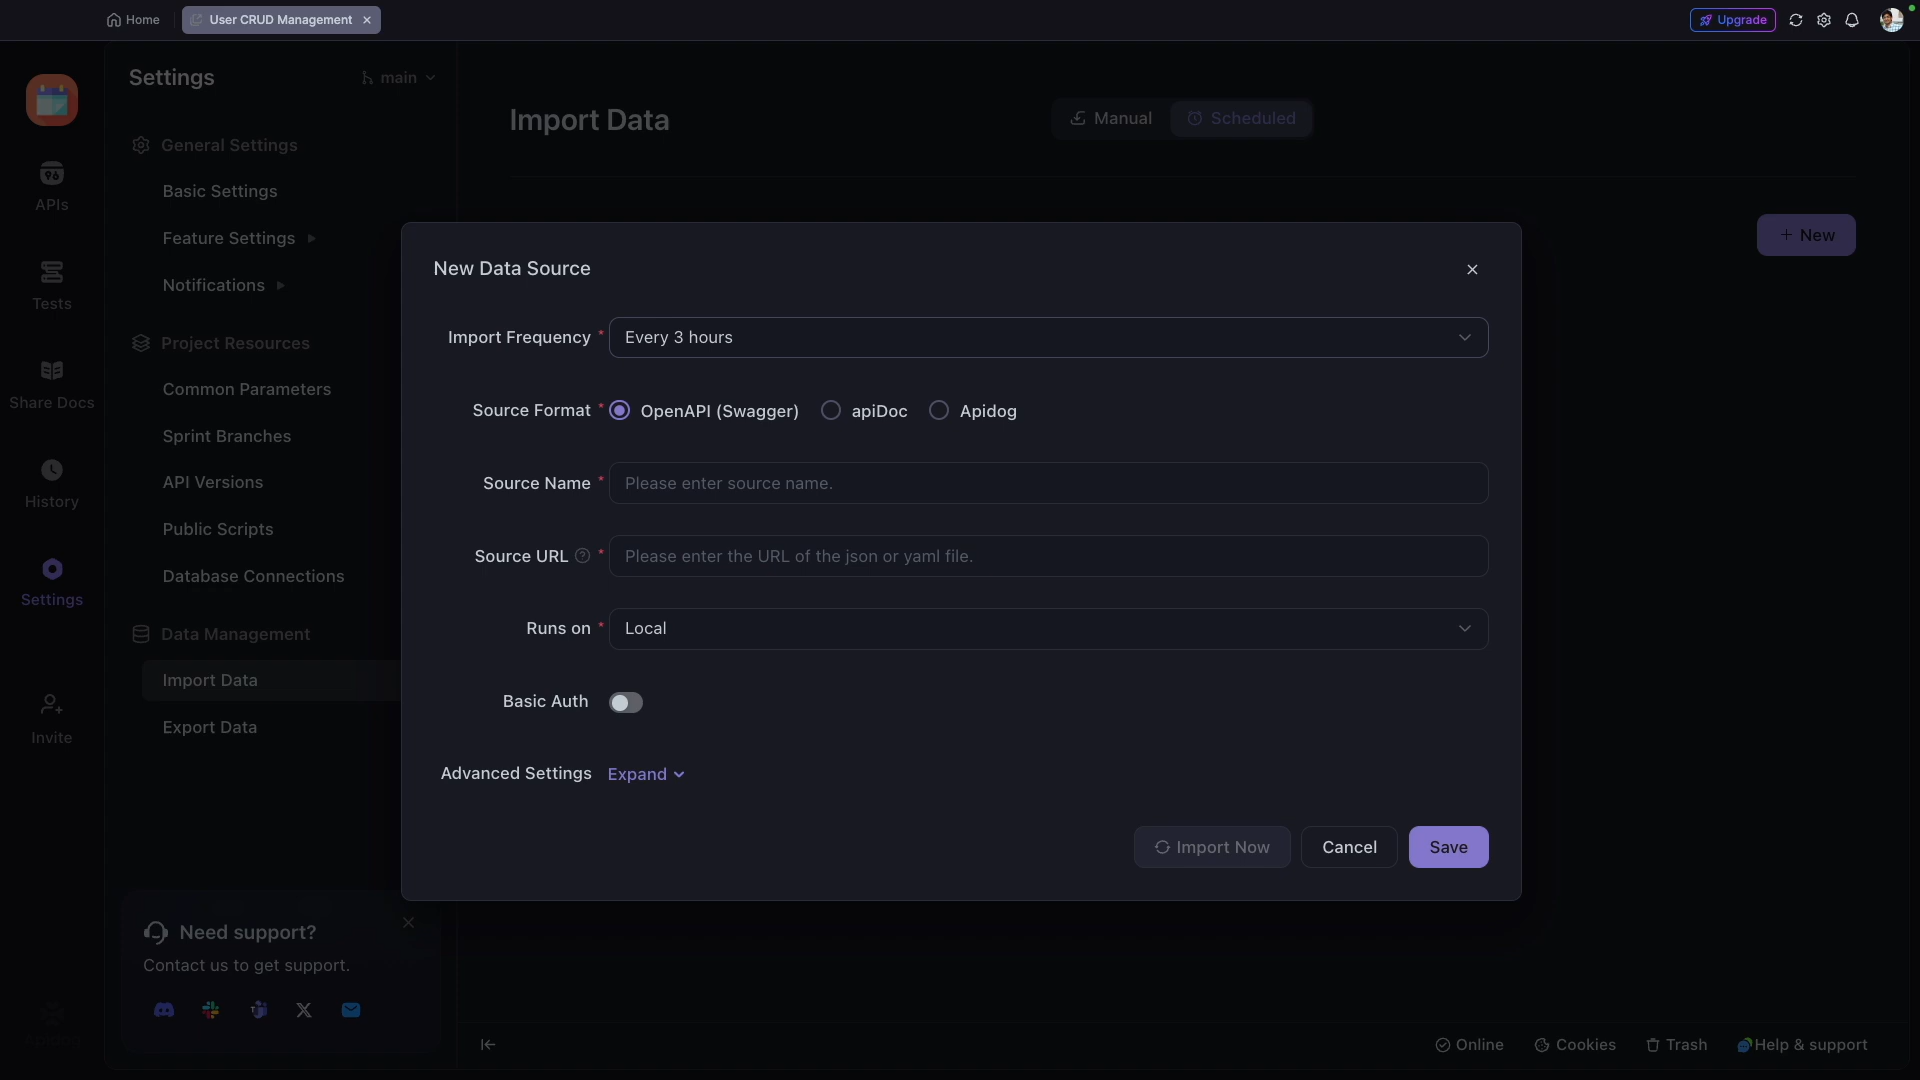 Home
User CRUD Management
Upgrade
Settings
main
General Settings
Basic Settings
Feature Settings
Notifications
Project Resources
Common Parameters
Sprint Branches
API Versions
Public Scripts
Database Connections
Data Management
Import Data
Export Data
APIs
Tests
Share Docs
History
Settings
Invite
Need support?
Contact us to get support.
Import Data
Manual
Scheduled
+ New
New Data Source
Import Frequency *
Every 3 hours
Source Format *
OpenAPI (Swagger)
apiDoc
Apidog
Source Name *
Please enter source name.
Source URL ? *
Please enter the URL of the json or yaml file.
Runs on *
Local
Basic Auth
Advanced Settings
Expand
Import Now
Cancel
Save
Online
Cookies
Trash
Help & support